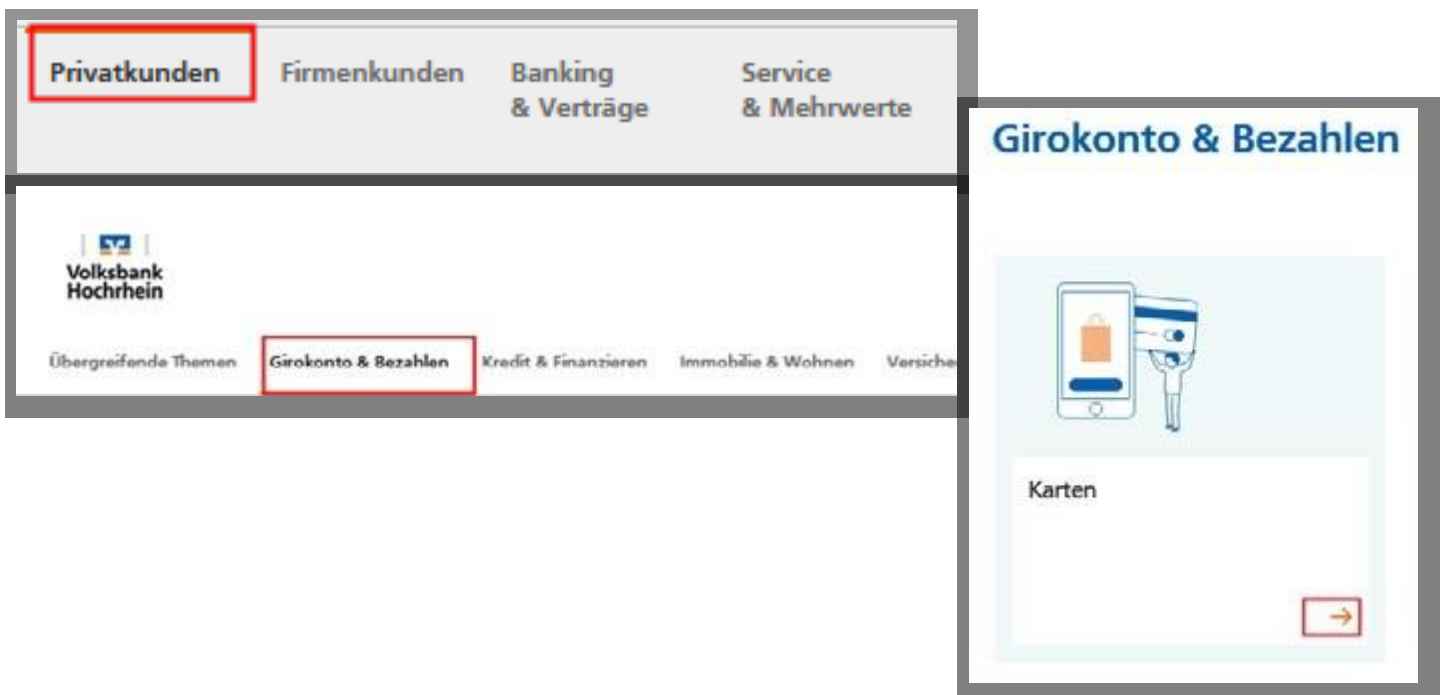 Privatkunden
Firmenkunden
Banking
& Verträge
Service
& Mehrwerte
Volksbank
Hochrhein
Übergreifende Themen
Girokonto & Bezahlen
Kredit & Finanzieren
Immobilie & Wohnen
Versiche
Girokonto & Bezahlen
Karten